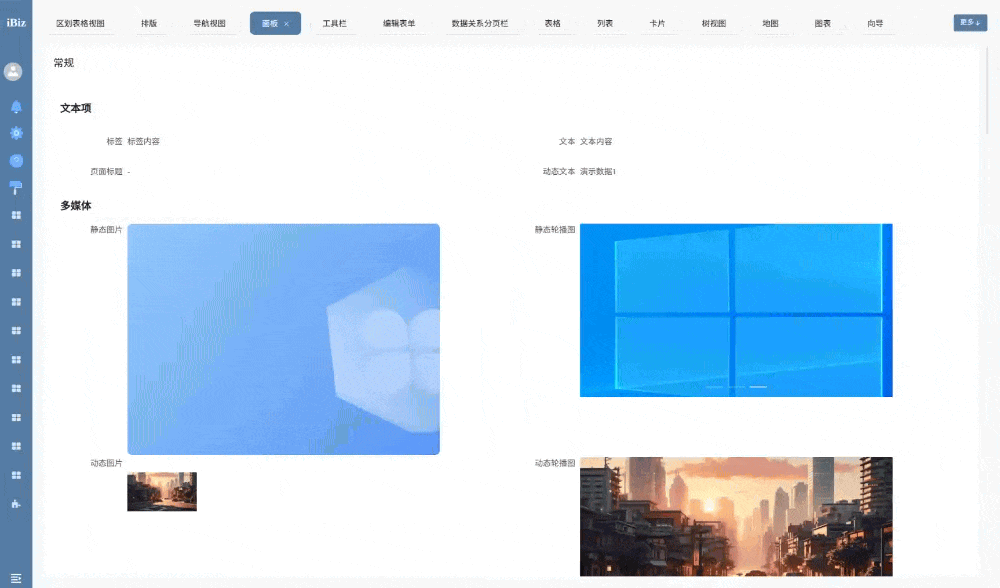 iBiz 区划表格视图 排版 导航视图 面板 × 工具栏 编辑表单 数据关系分页栏 表格 列表 卡片 树视图 地图 图表 向导 更多↓
常规
文本项
标签 标签内容 文本 文本内容
页面标题 - 动态文本 演示数据1
多媒体
静态图片 静态轮播图
动态图片 动态轮播图